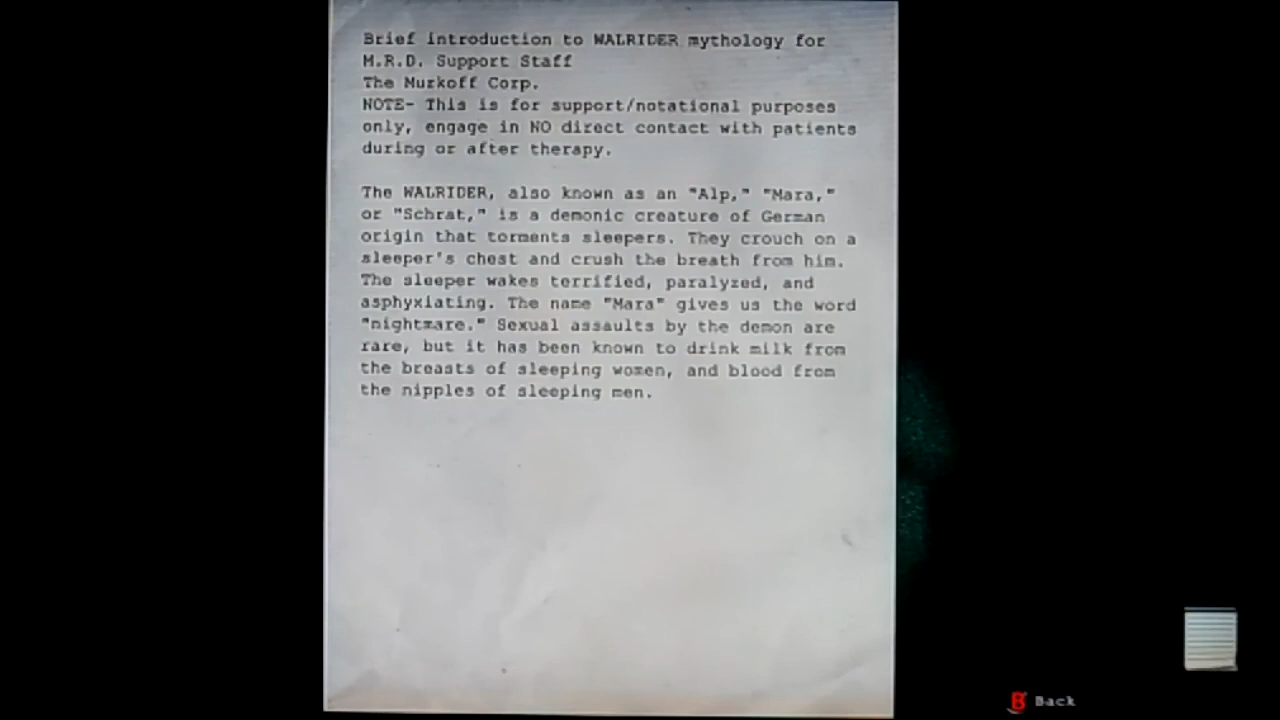 Brief introduction to WALRIDER mythology for
M.R.D. Support Staff
The Murkoff Corp.
NOTE- This is for support/notational purposes
only, engage in NO direct contact with patients
during or after therapy.
The WALRIDER, also known as an "Alp," "Mara,"
or "Schrat," is a demonic creature of German
origin that torments sleepers. They crouch on a
sleeper's chest and crush the breath from him.
The sleeper wakes terrified, paralyzed, and
asphyxiating. The name "Mara" gives us the word
"nightmare." Sexual assaults by the demon are
rare, but it has been known to drink milk from
the breasts of sleeping women, and blood from
the nipples of sleeping men.
B Back